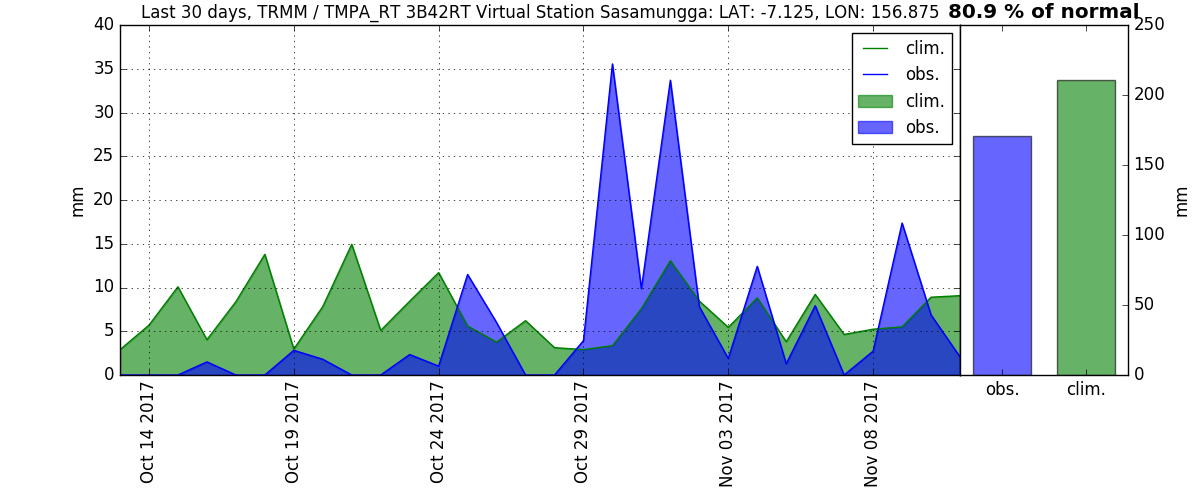 Last 30 days, TRMM / TMPA_RT 3B42RT Virtual Station Sasamungga: LAT: -7.125, LON: 156.875 80.9 % of normal
40
35
30
25
20
15
10
5
0
mm
clim.
obs.
clim.
obs.
250
200
150
100
50
0
mm
Oct 14 2017
Oct 19 2017
Oct 24 2017
Oct 29 2017
Nov 03 2017
Nov 08 2017
obs. clim.